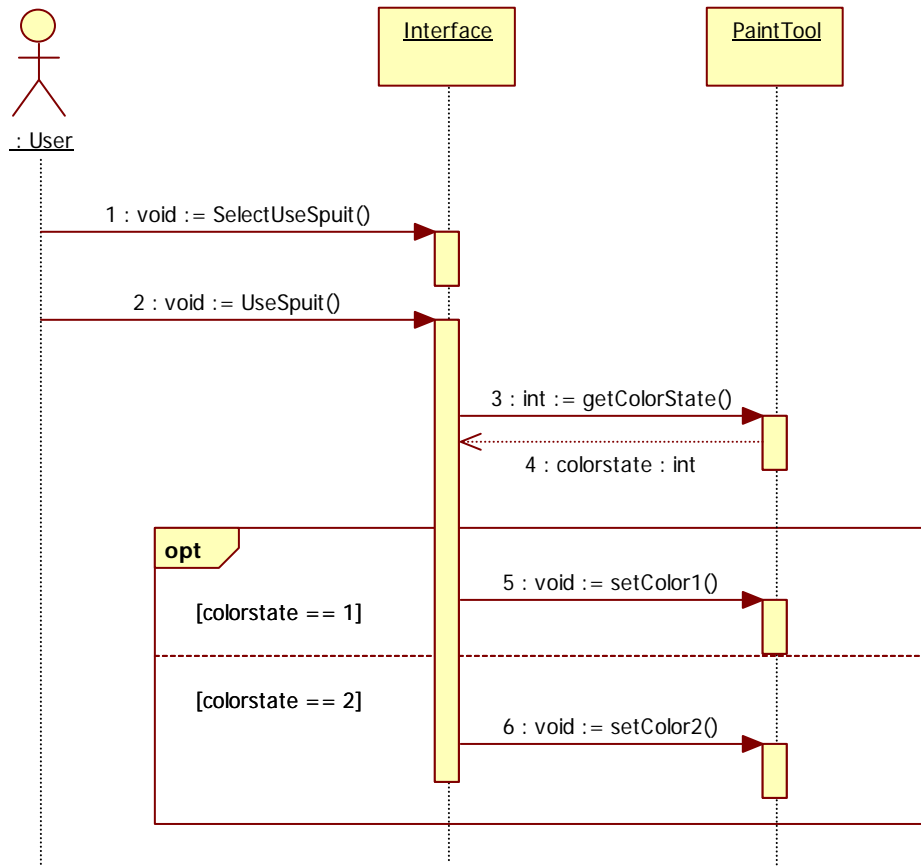 Interface
PaintTool
: User
1 : void := SelectUseSpuit()
2 : void := UseSpuit()
3 : int := getColorState()
4 : colorstate : int
opt
5 : void := setColor1()
[colorstate == 1]
[colorstate == 2]
6 : void := setColor2()